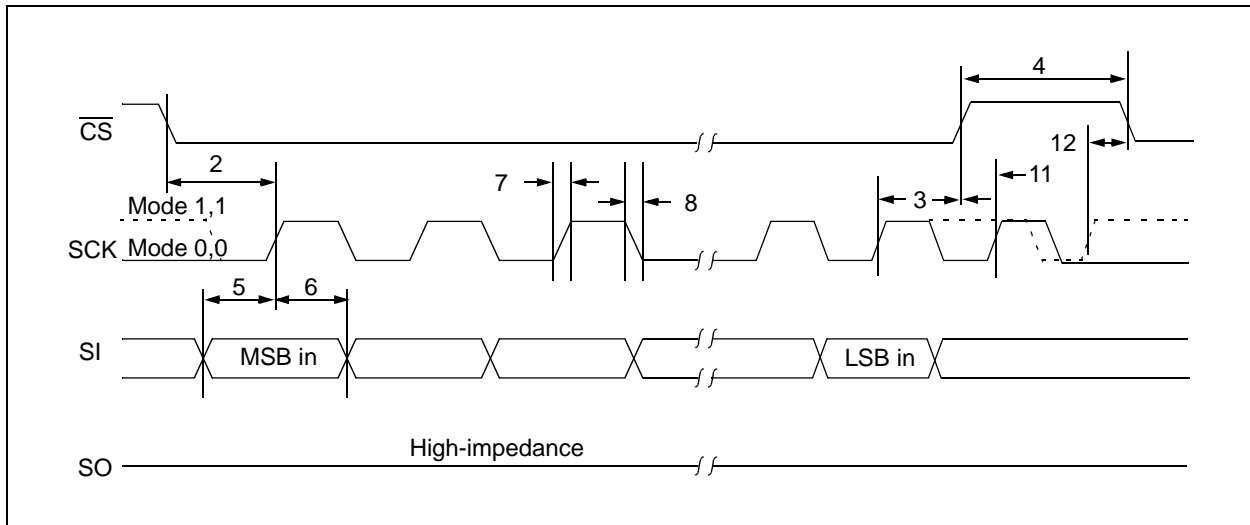 4
CS
12
2
11
7
3
8
Mode 1,1
SCK Mode 0,0
5
6
SI
MSB in
LSB in
High-impedance
SO